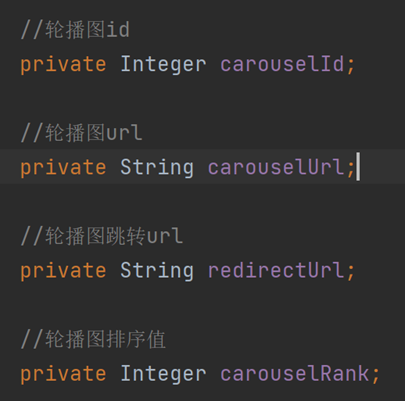 //轮播图id
private Integer carouselId;
//轮播图url
private String carouselUrl;
//轮播图跳转url
private String redirectUrl;
//轮播图排序值
private Integer carouselRank;